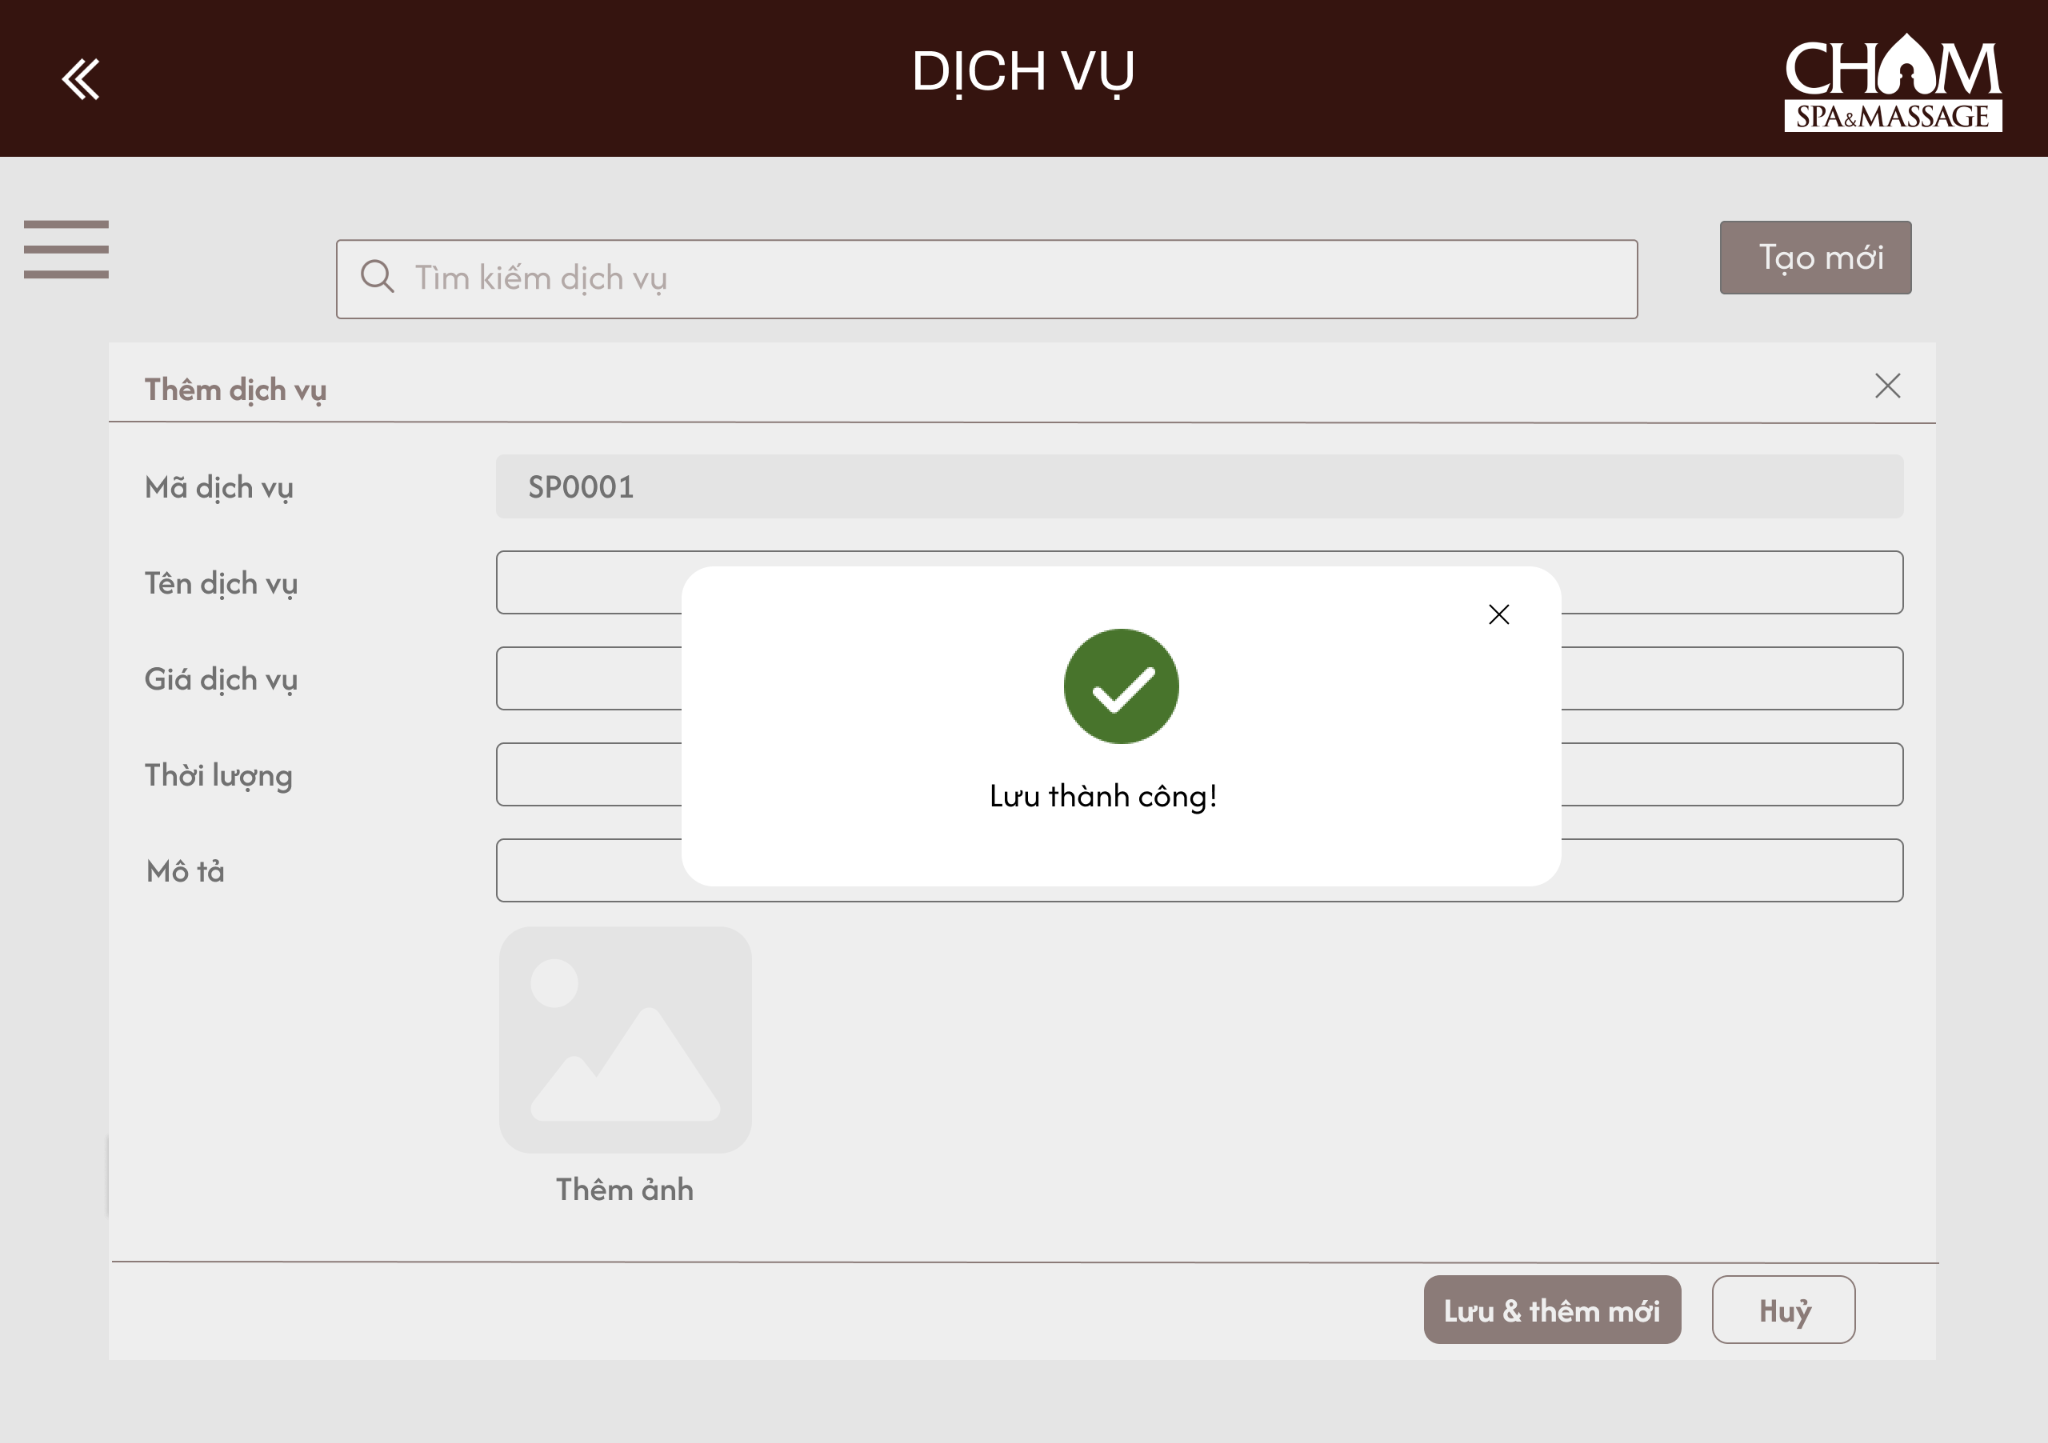 DỊCH VỤ
CHAM
SPA&MASSAGE
Tìm kiếm dịch vụ
Tạo mới
Thêm dịch vụ
Mã dịch vụ
SP0001
Tên dịch vụ
Giá dịch vụ
Thời lượng
Lưu thành công!
Mô tả
Thêm ảnh
Lưu & thêm mới
Huỷ